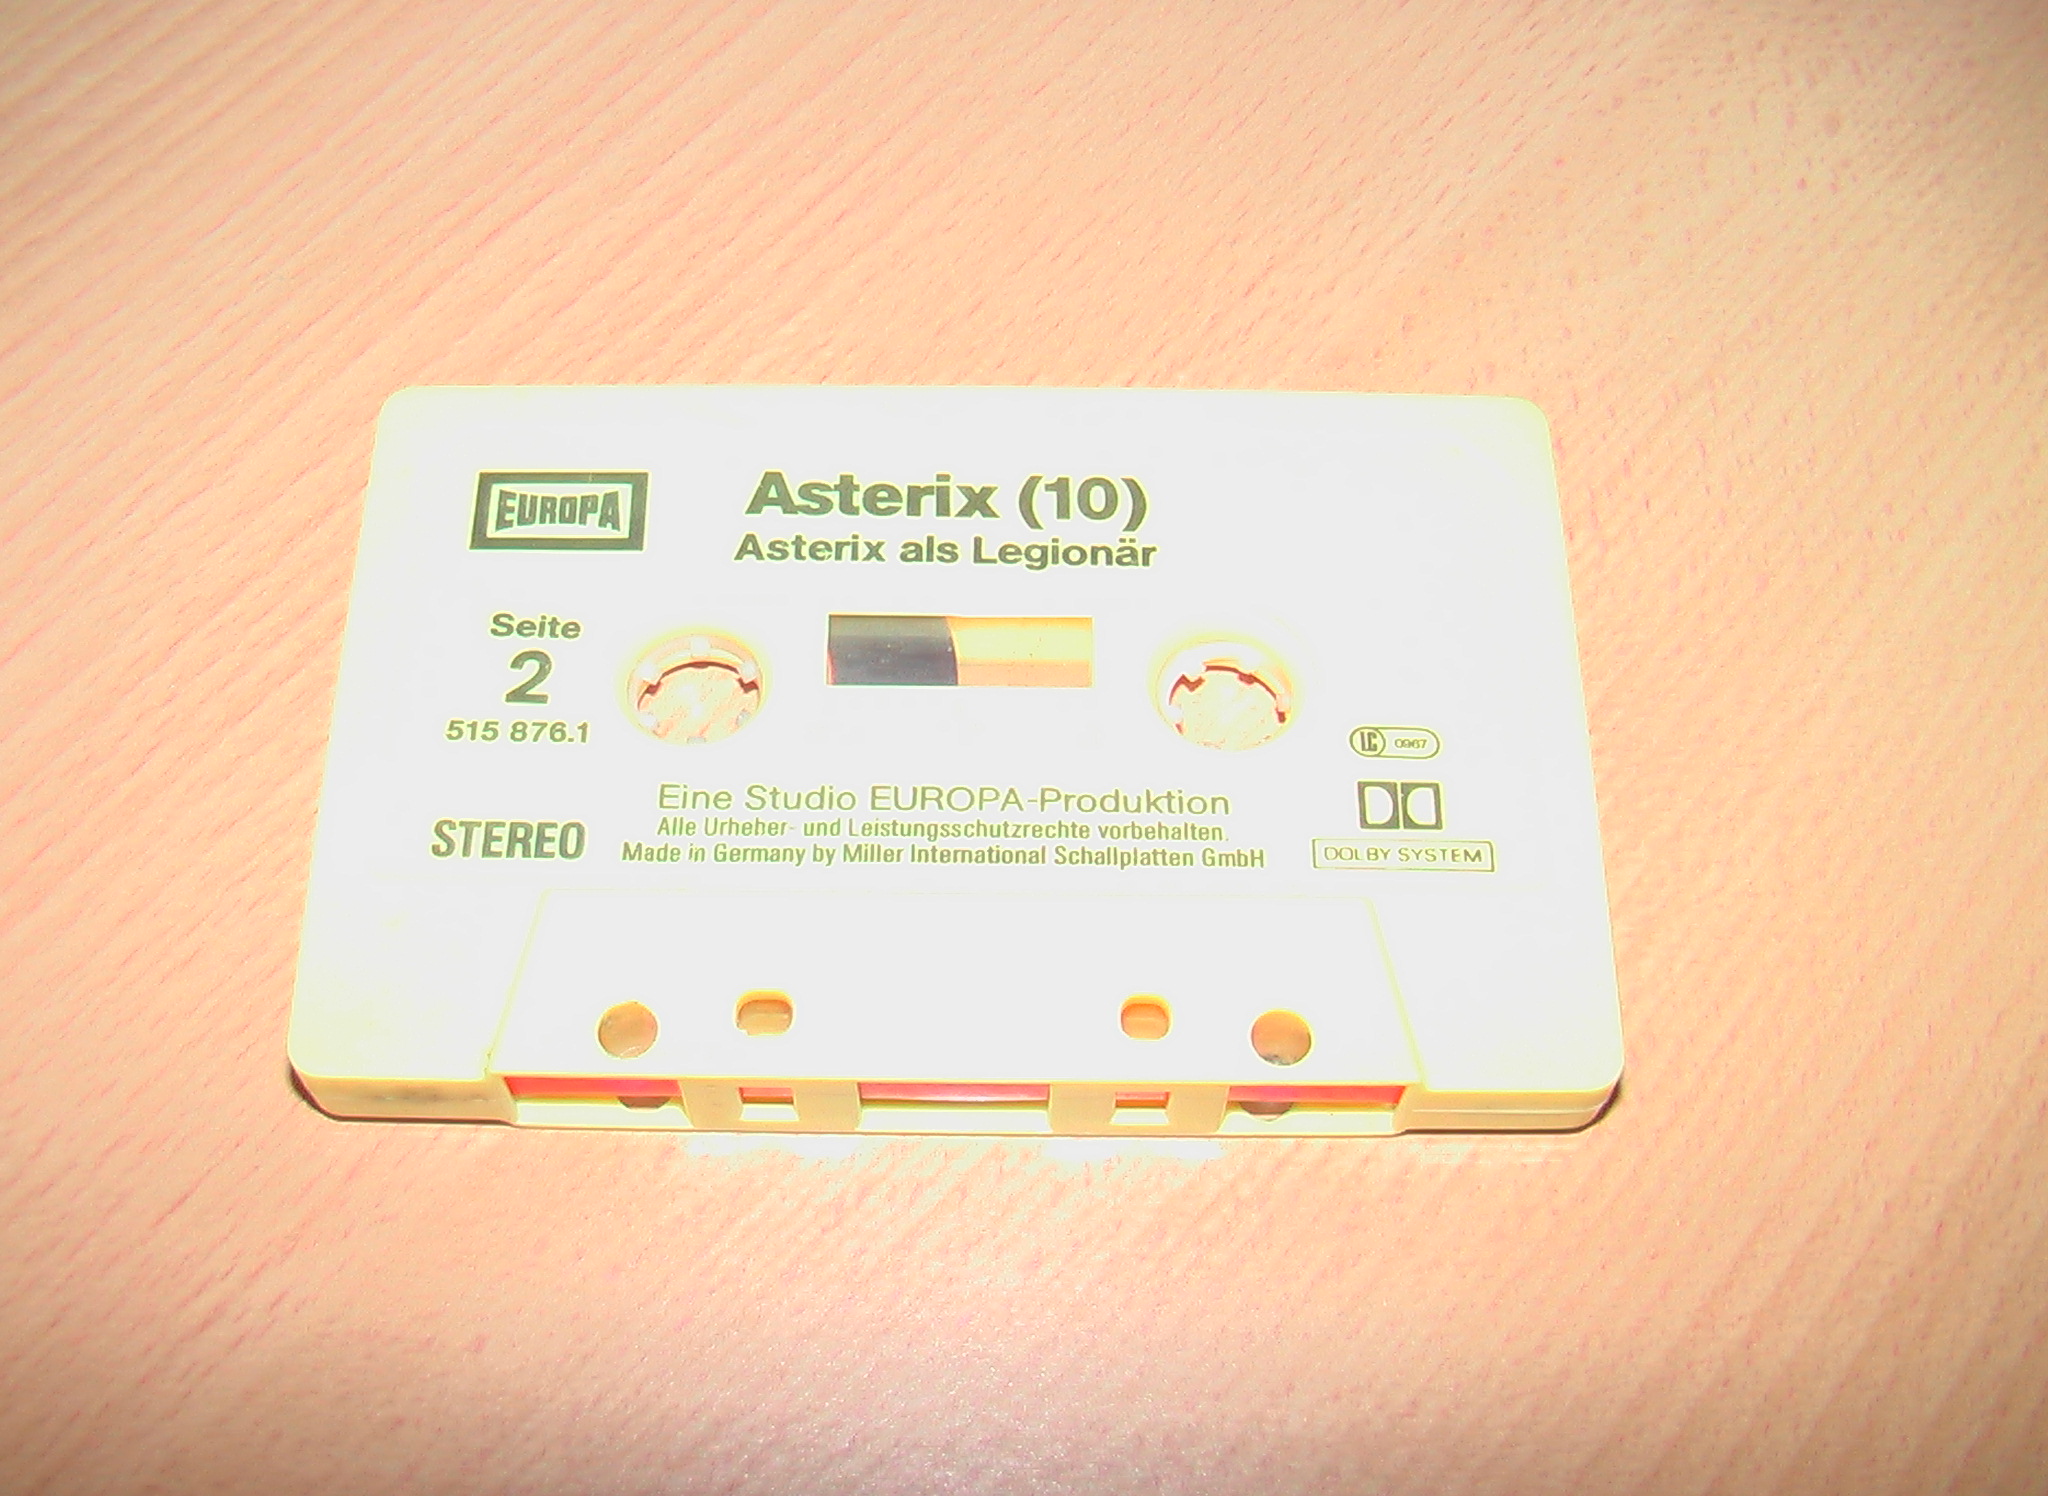 EUROPA
Asterix (10)
Asterix als Legionär
Seite
2
515 876.1
STEREO
Eine Studio EUROPA-Produktion
Alle Urheber- und Leistungsschutzrechte vorbehalten.
Made in Germany by Miller International Schallplatten GmbH
LC 0967
DOLBY SYSTEM